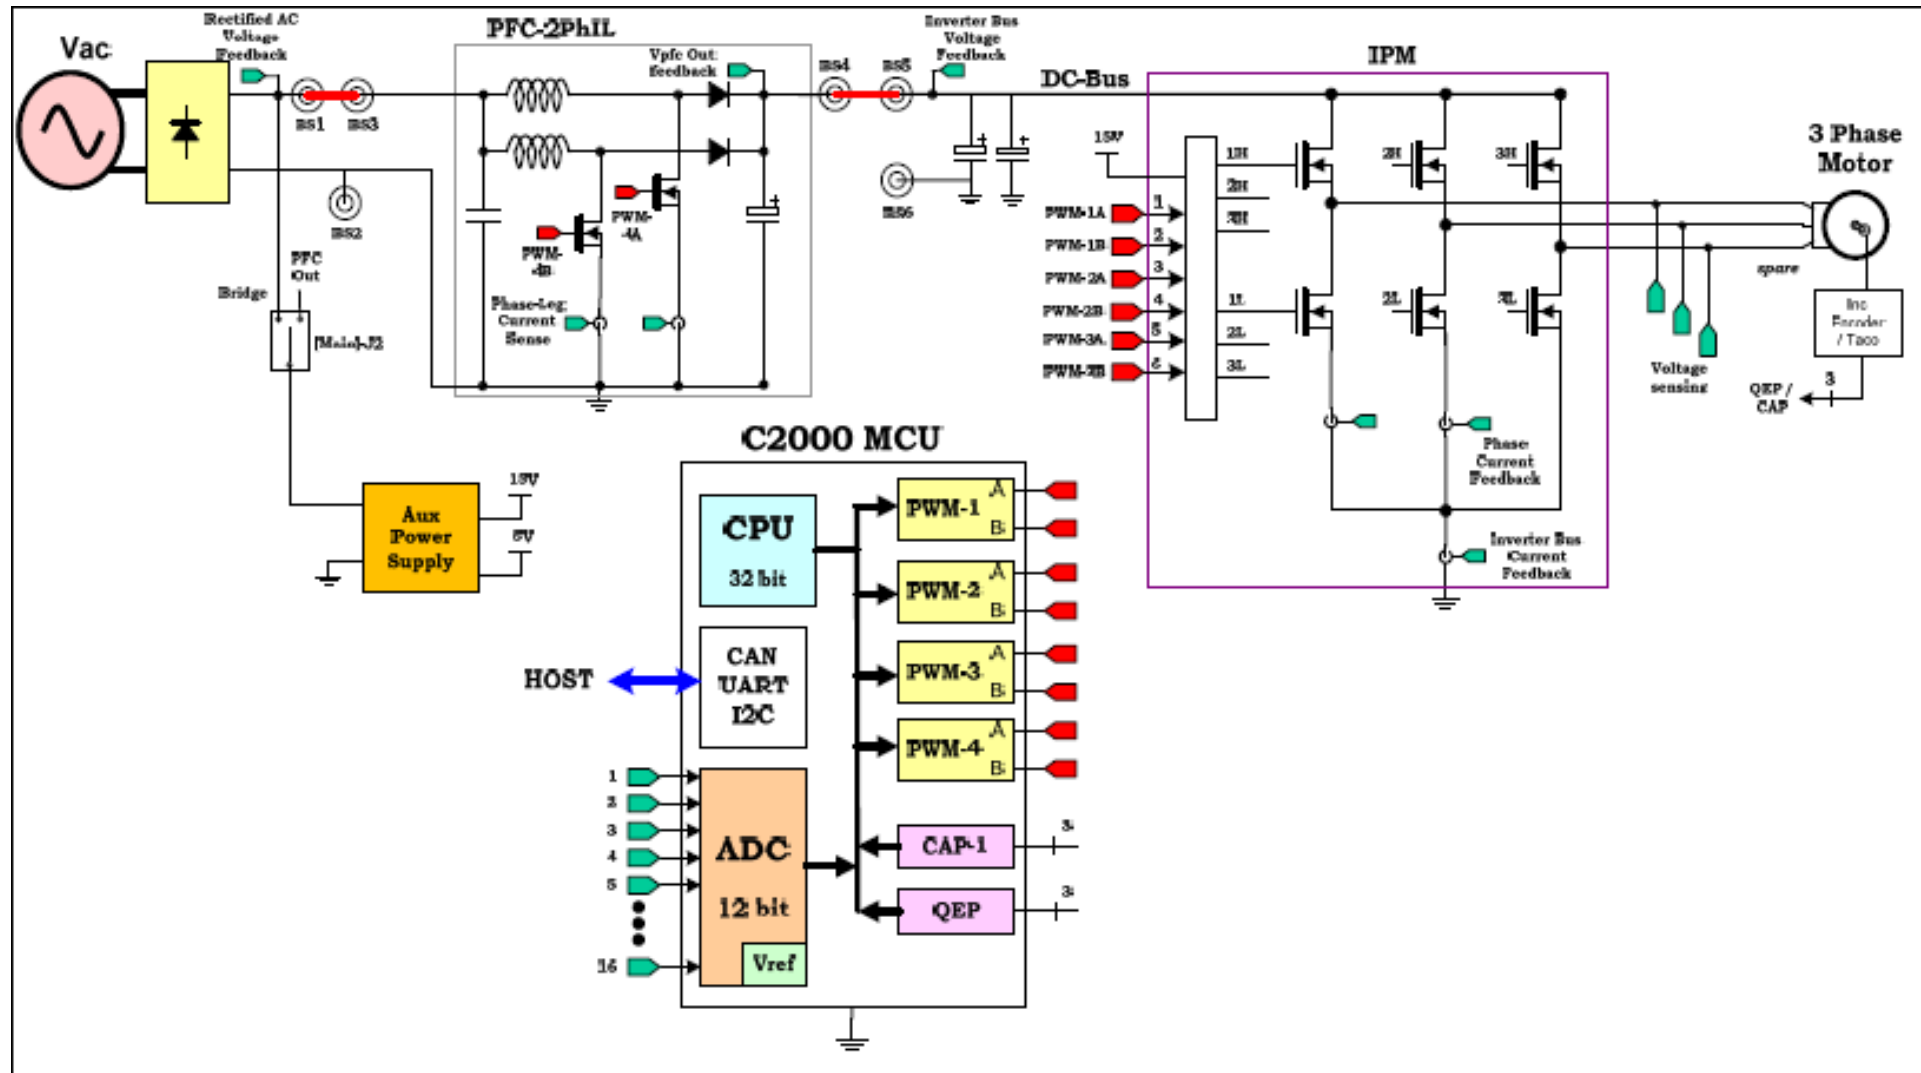 Rectified AC
Voltage
Feedback
Vac
BS1
BS3
BS2
PFC
Out
Bridge
[Main]-J2
Aux
Power
Supply
15V
5V
PFC-2PhIL
Vpfc Out
feedback
PWM-
4A
PWM-
4B
Phase-Leg
Current
Sense
BS4
BS5
BS6
Inverter Bus
Voltage
Feedback
DC-Bus
IPM
15V
PWM-1A
1
PWM-1B
2
PWM-2A
3
PWM-2B
4
PWM-3A
5
6
1H
2H
1L
2L
3L
2H
3H
2L
Phase
Current
Feedback
Inverter Bus
Current
Feedback
3 Phase
Motor
spare
Voltage
sensing
Inc
Encoder
/ Taco
QEP /
CAP
3
C2000 MCU
CPU
32 bit
CAN
UART
I2C
HOST
ADC
12 bit
Vref
1
2
3
4
5
16
PWM-1
A
B
PWM-2
A
B
PWM-3
A
B
PWM-4
A
B
CAP-1
3
QEP
3